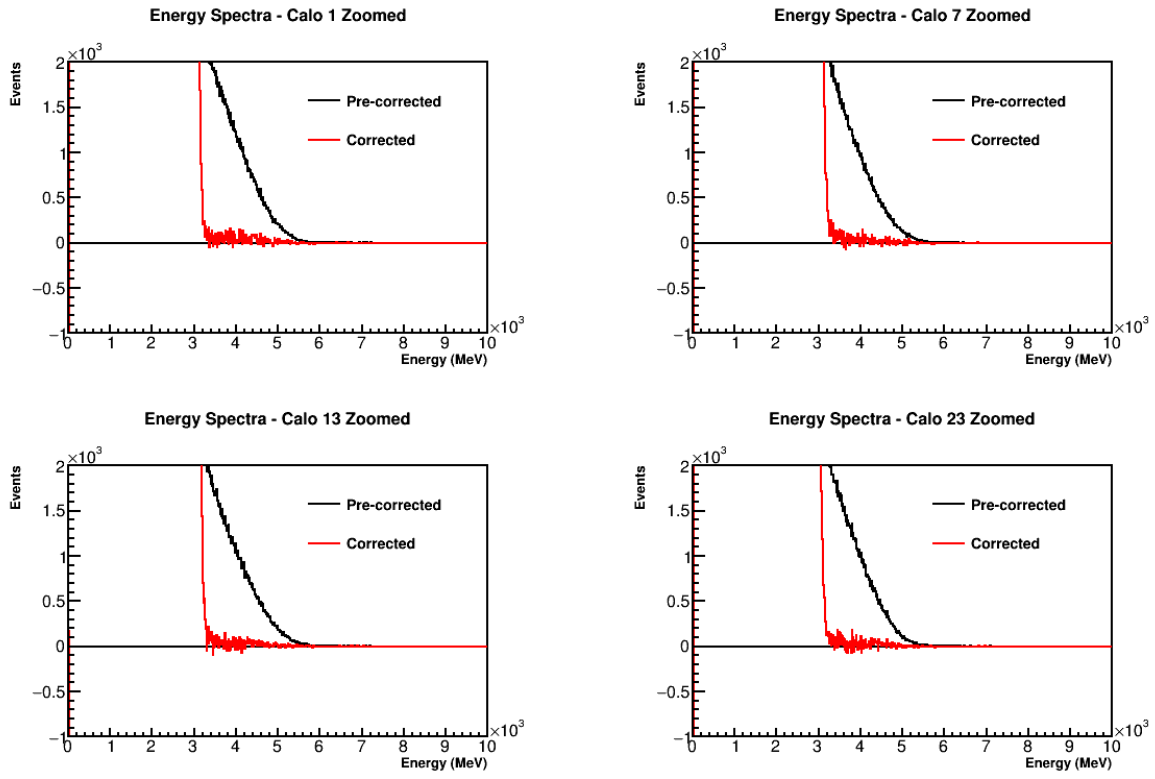 Energy Spectra - Calo 1 Zoomed
×10³
Events
2
1.5
1
0.5
0
−0.5
−1
Pre-corrected
Corrected
0 1 2 3 4 5 6 7 8 9 10
×10³
Energy (MeV)
Energy Spectra - Calo 7 Zoomed
×10³
Events
2
1.5
1
0.5
0
−0.5
−1
Pre-corrected
Corrected
0 1 2 3 4 5 6 7 8 9 10
×10³
Energy (MeV)
Energy Spectra - Calo 13 Zoomed
×10³
Events
2
1.5
1
0.5
0
−0.5
−1
Pre-corrected
Corrected
0 1 2 3 4 5 6 7 8 9 10
×10³
Energy (MeV)
Energy Spectra - Calo 23 Zoomed
×10³
Events
2
1.5
1
0.5
0
−0.5
−1
Pre-corrected
Corrected
0 1 2 3 4 5 6 7 8 9 10
×10³
Energy (MeV)